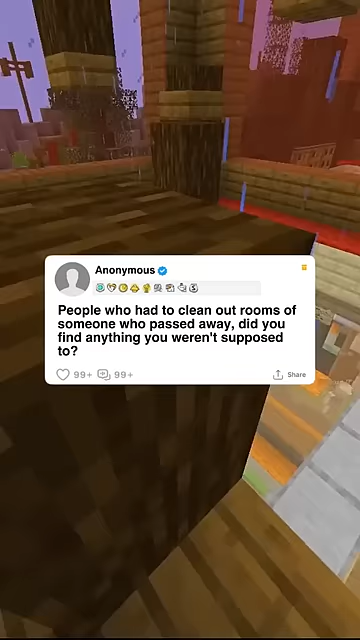 Anonymous
People who had to clean out rooms of
someone who passed away, did you
find anything you weren't supposed
to?
99+ 99+ Share